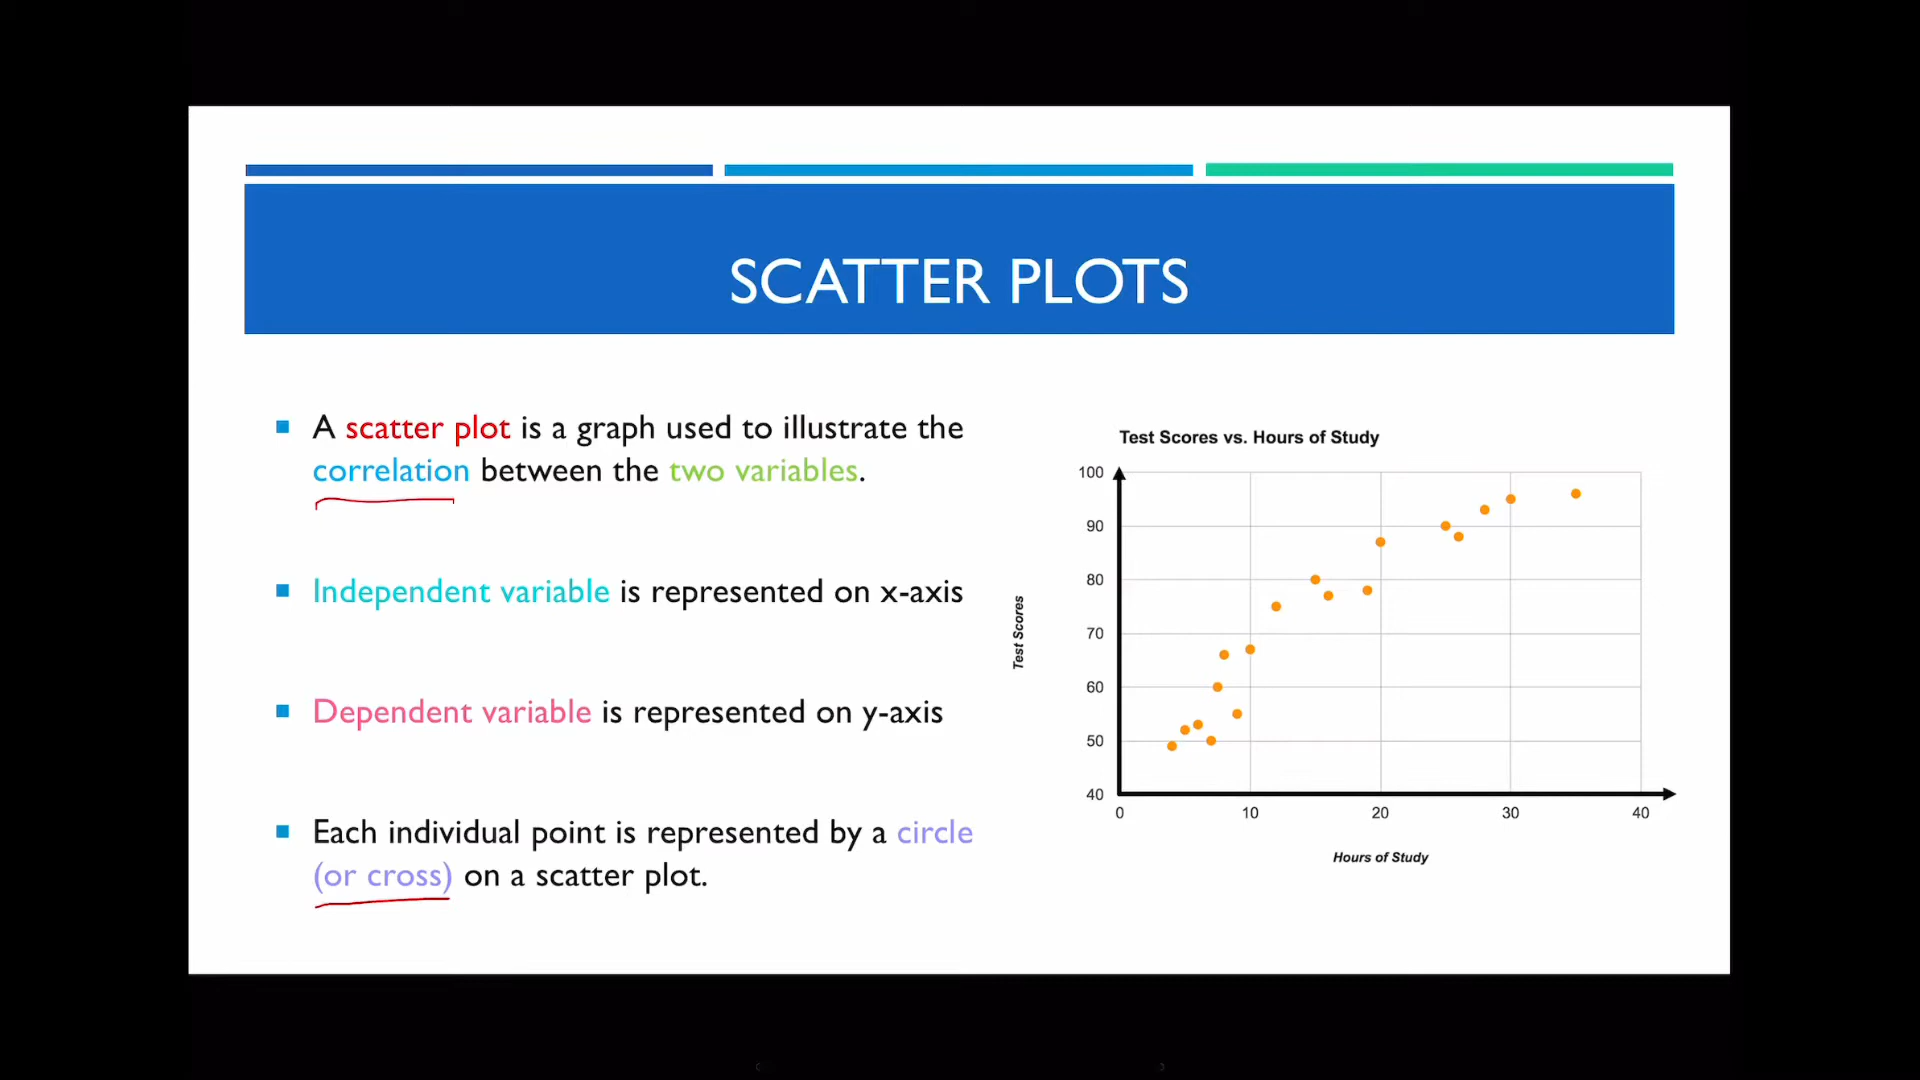 SCATTER PLOTS
A scatter plot is a graph used to illustrate the
correlation between the two variables.
Independent variable is represented on x-axis
Dependent variable is represented on y-axis
Each individual point is represented by a circle
(or cross) on a scatter plot.
Test Scores vs. Hours of Study
100
90
80
70
60
50
40
Test Scores
0 10 20 30 40
Hours of Study